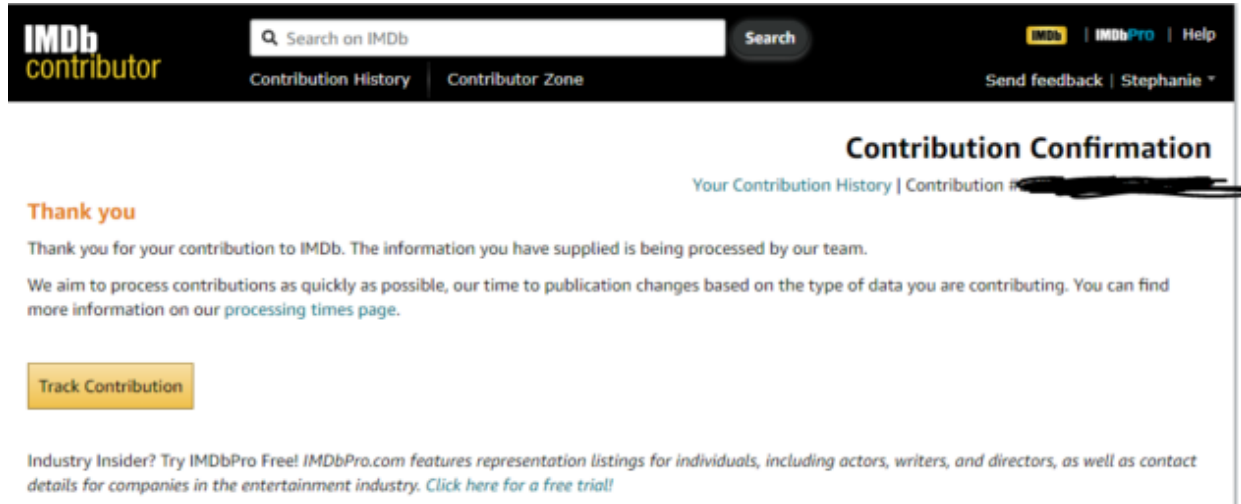 IMDb
contributor
Search on IMDb
Search
IMDb | IMDbPro | Help
Contribution History | Contributor Zone
Send feedback | Stephanie
Contribution Confirmation
Your Contribution History | Contribution #
Thank you
Thank you for your contribution to IMDb. The information you have supplied is being processed by our team.
We aim to process contributions as quickly as possible, our time to publication changes based on the type of data you are contributing. You can find
more information on our processing times page.
Track Contribution
Industry Insider? Try IMDbPro Free! IMDbPro.com features representation listings for individuals, including actors, writers, and directors, as well as contact
details for companies in the entertainment industry. Click here for a free trial!